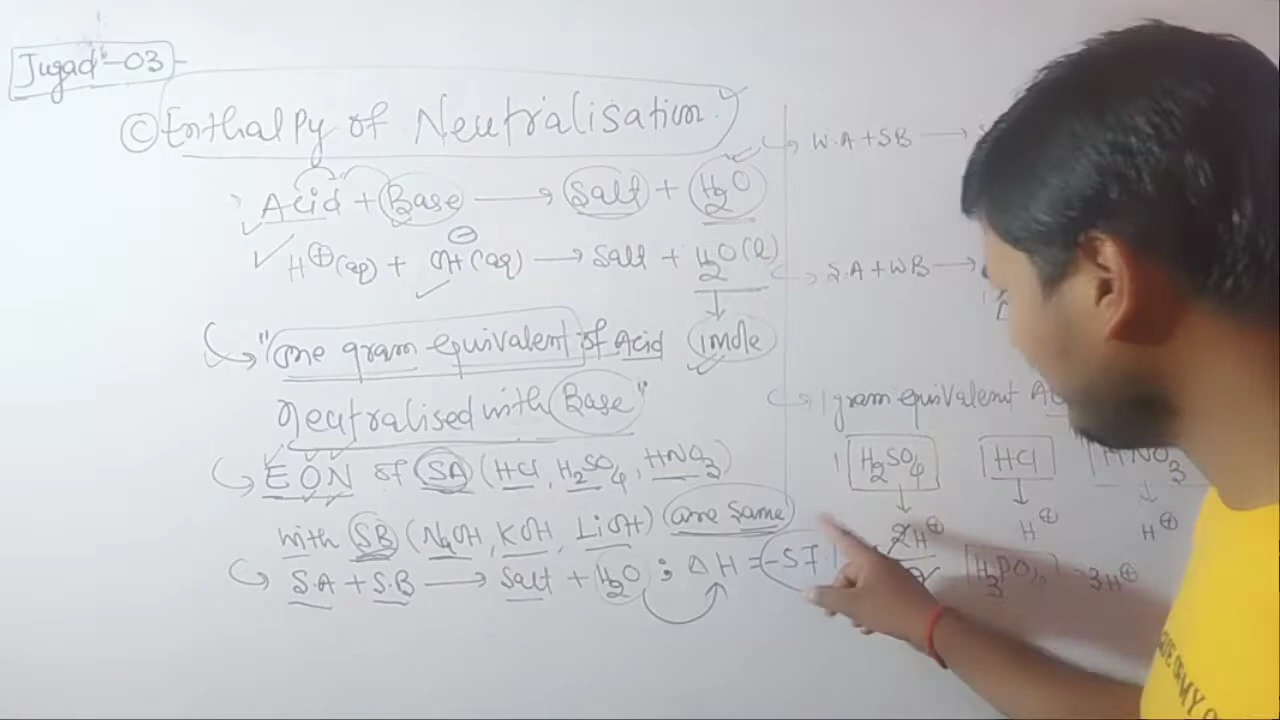 Jugad-03
© Enthalpy of Neutralisation.
Acid + Base → Salt + H₂O
H⊕(aq) + OH⊖(aq) → Salt + H₂O(l)
"One gram equivalent of Acid 1mole
neutralised with Base"
EON of SA (HCl, H₂SO₄, HNO₃)
with SB (NaOH, KOH, LiOH) are same
S.A + S.B → Salt + H₂O ; ΔH = -57.1
W.A + SB →
S.A + WB →
1 gram equivalent
1 H₂SO₄ HCl HNO₃
2H⊕ H⊕ H⊕
2 H₃PO₄ - 3H⊕